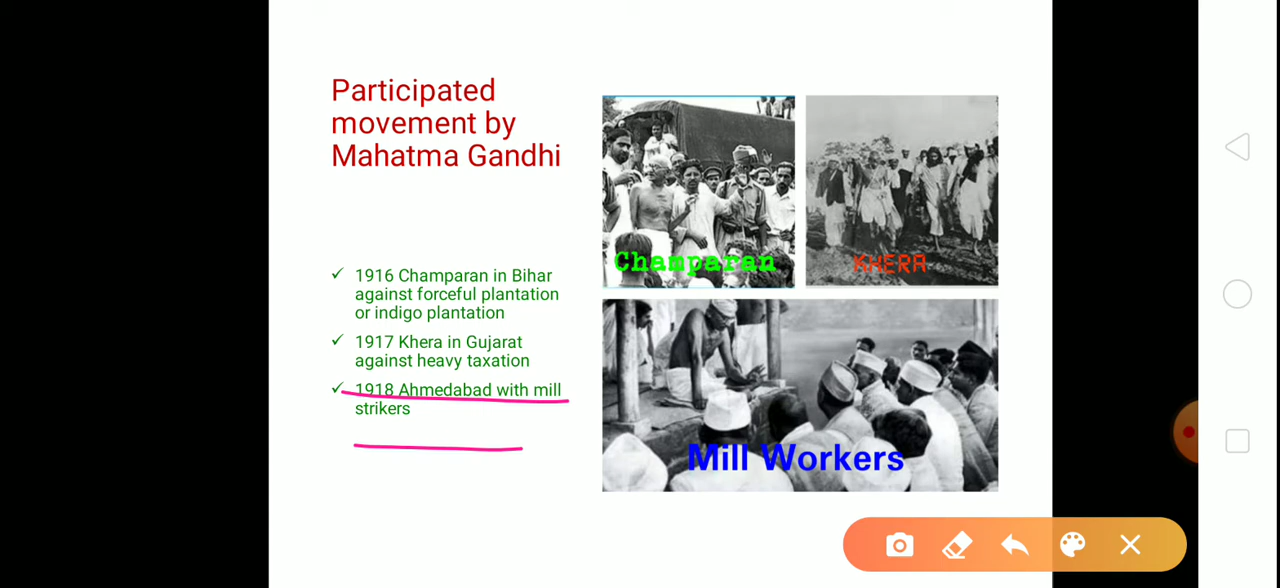 Participated
movement by
Mahatma Gandhi
✓ 1916 Champaran in Bihar
against forceful plantation
or indigo plantation
✓ 1917 Khera in Gujarat
against heavy taxation
✓ 1918 Ahmedabad with mill
strikers
Champaran
KHERA
Mill Workers